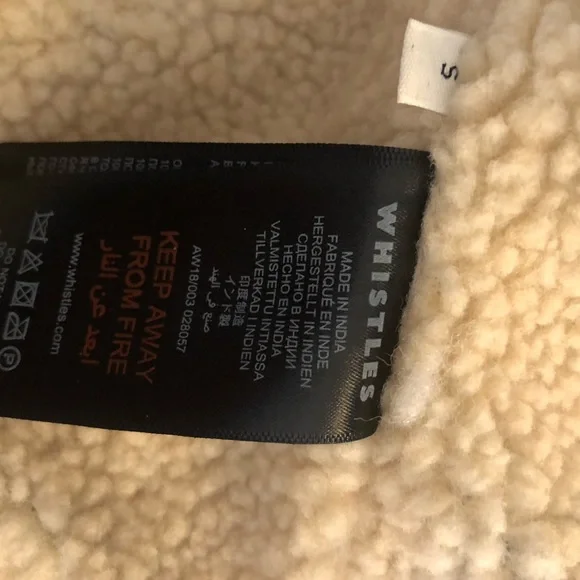 S
WHISTLES
MADE IN INDIA
FABRIQUÉ EN INDE
HERGESTELLT IN INDIEN
СДЕЛАНО В ИНДИИ
HECHO EN INDIA
VALMISTETTU INTIASSA
TILLVERKAD I INDIEN
インド製
印度制造
صنع في الهند
AW18/003 028057
KEEP AWAY
FROM FIRE
ابعد عن النار
www.whistles.com
DO NOT